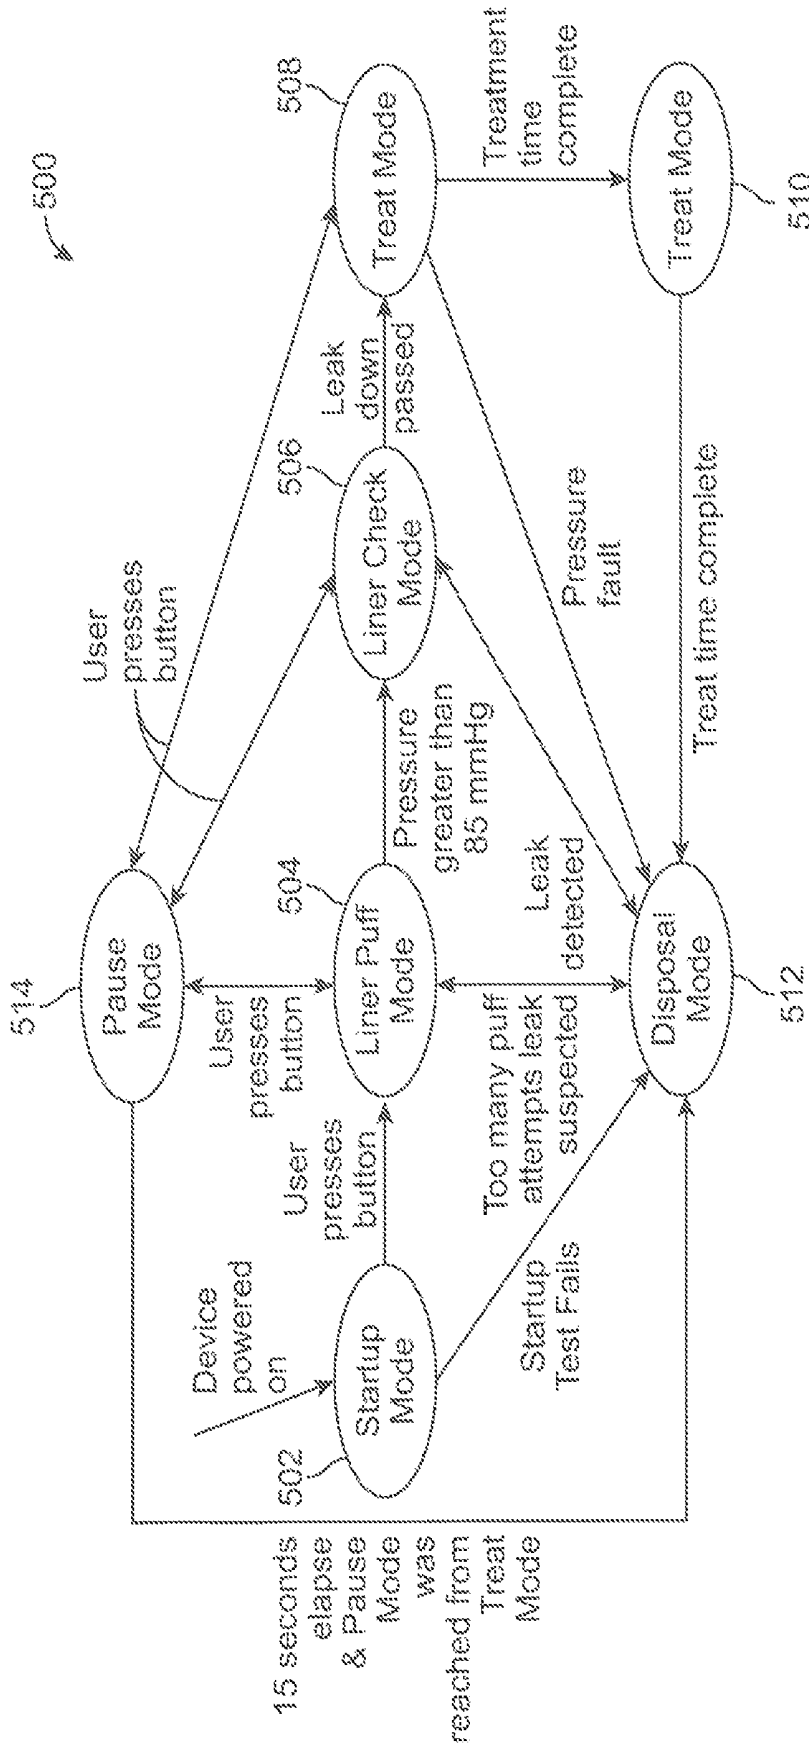 500
514
Pause
Mode
User
presses
button
15 seconds
elapse
& Pause
Mode
was
reached from
Treat
Mode
Device
powered
on
502
Startup
Mode
User
presses
button
User
presses
button
504
Liner Puff
Mode
Pressure
greater than
85 mmHg
506
Liner Check
Mode
Leak
down
passed
508
Treat Mode
Startup
Test Fails
Too many puff
attempts leak
suspected
Leak
detected
Pressure
fault
Treatment
time
complete
Disposal
Mode
512
Treat time complete
Treat Mode
510